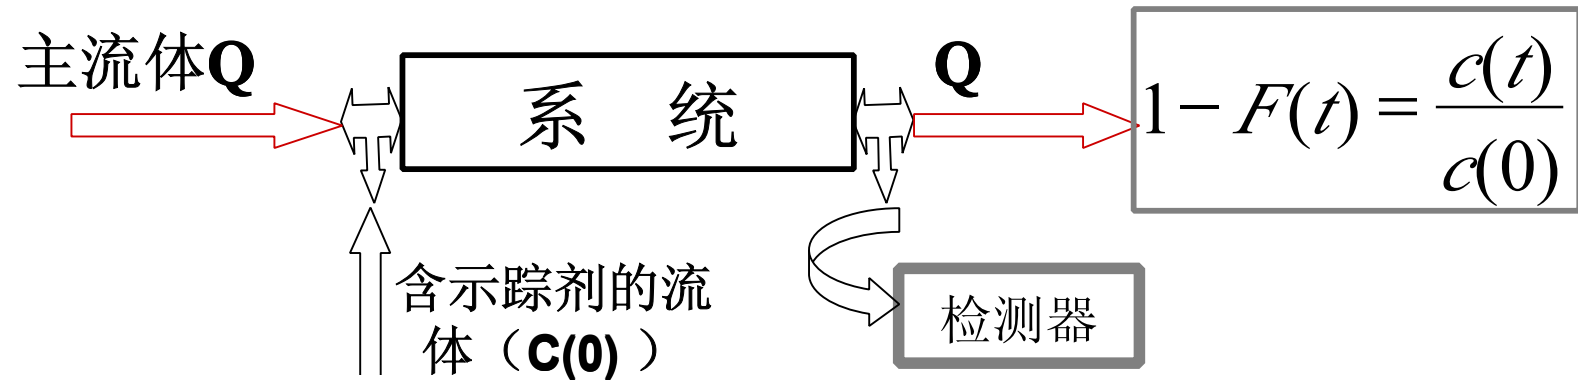 主流体Q
系 统
Q
1 − F(t) = c(t) / c(0)
含示踪剂的流
体（C(0)）
检测器